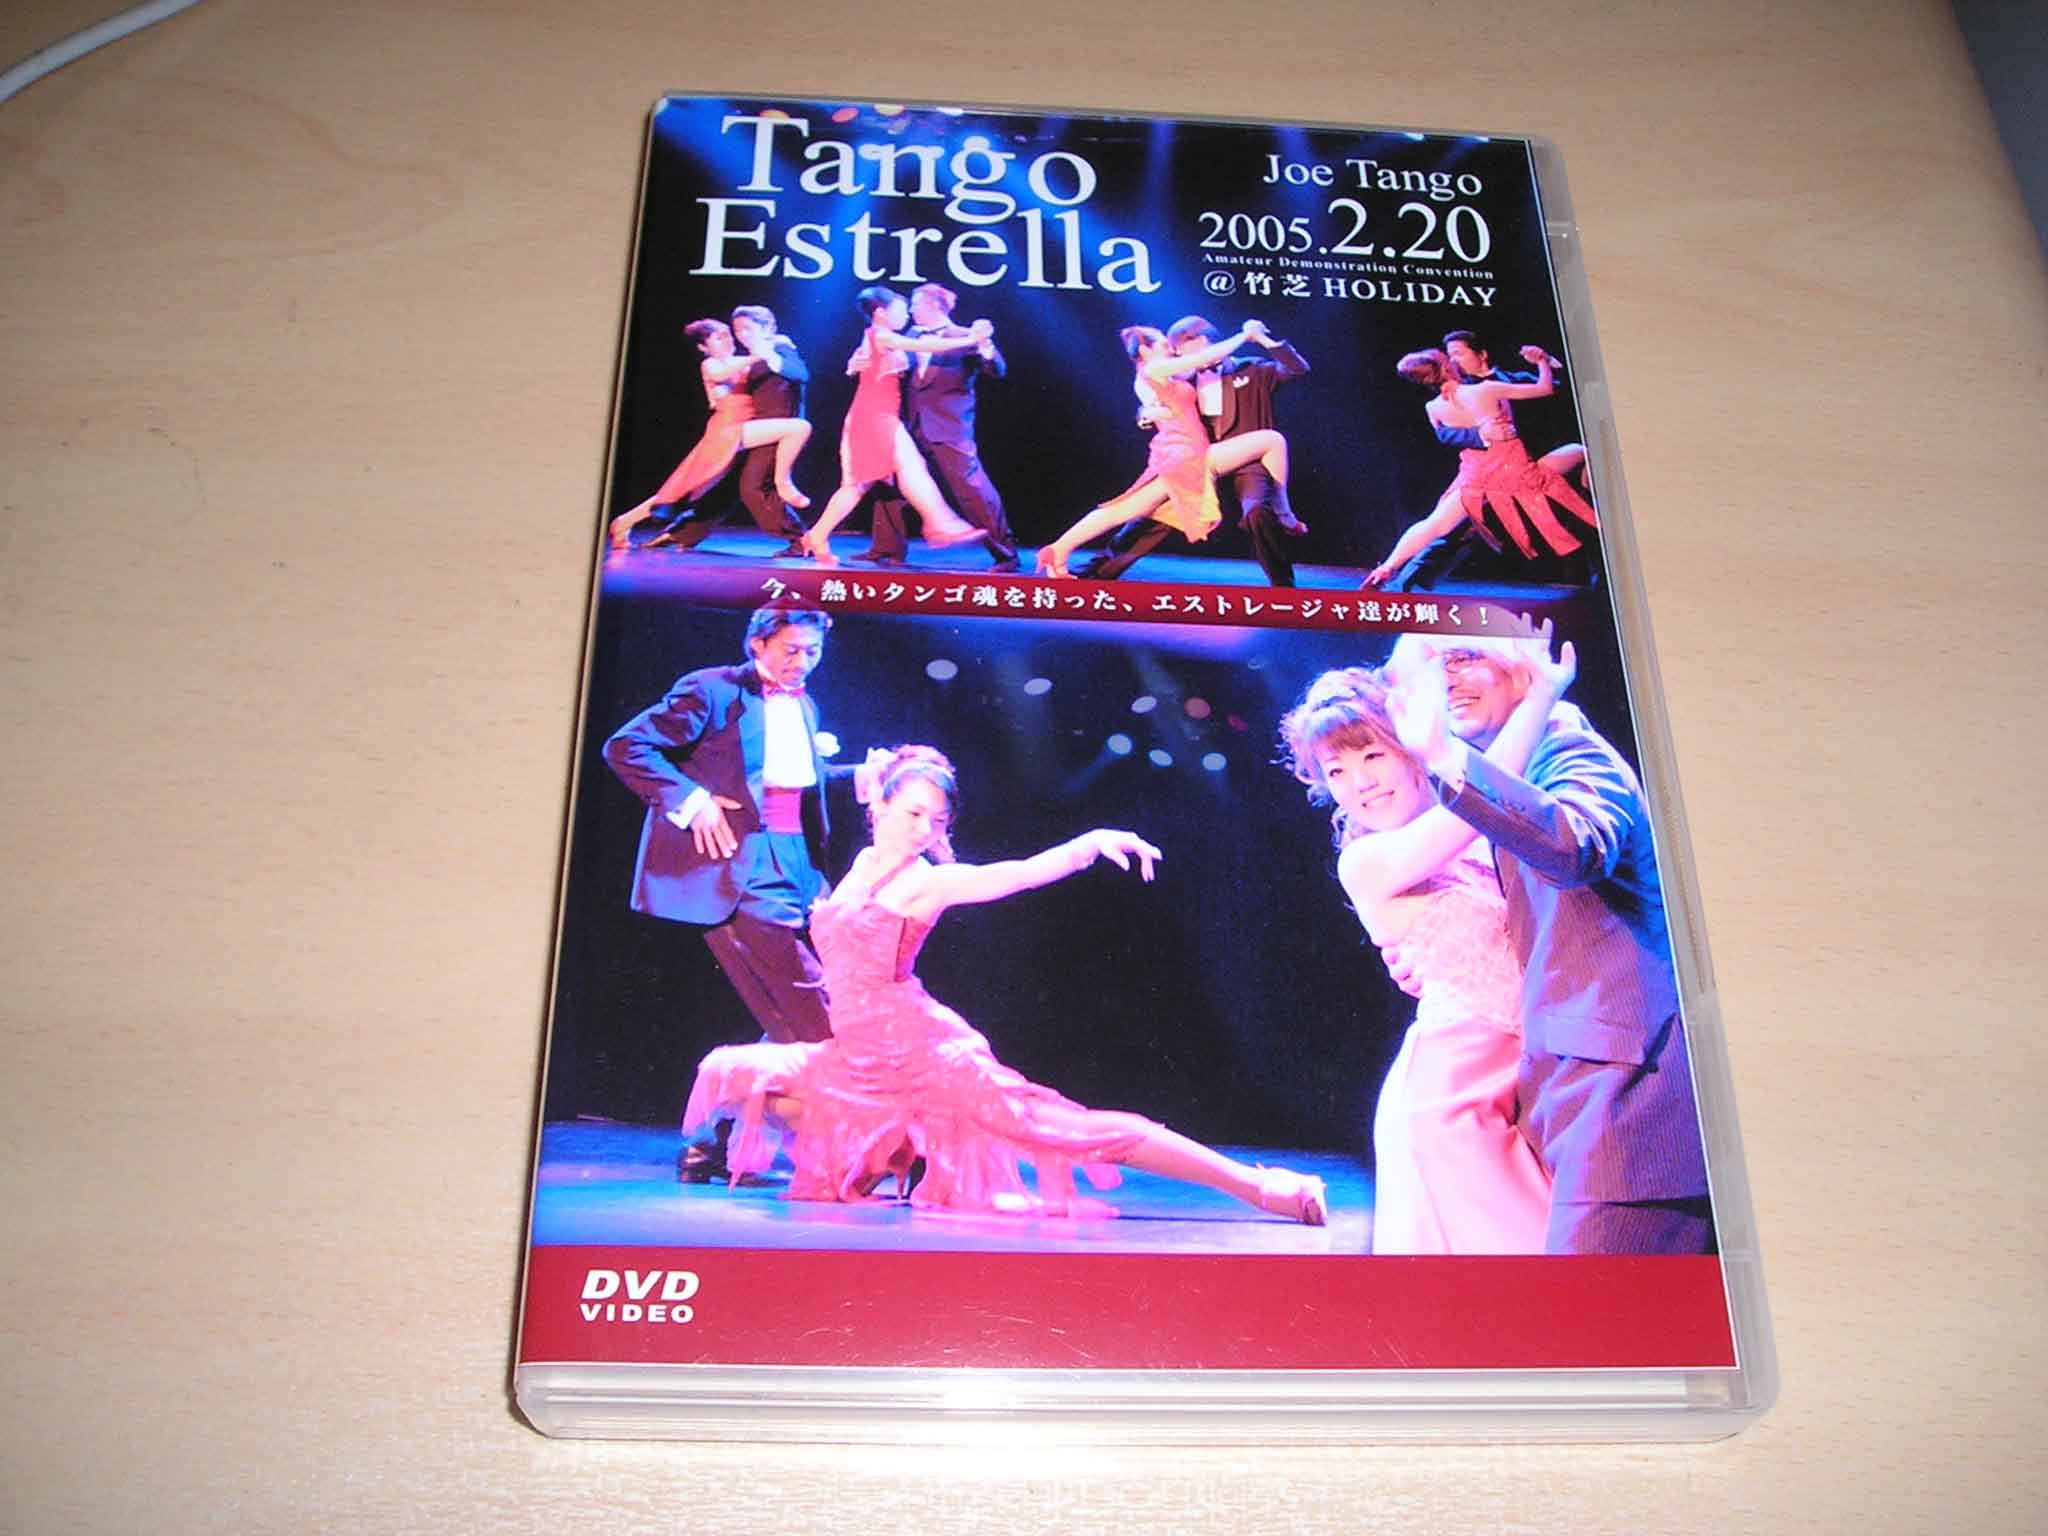 Tango
Estrella
Joe Tango
2005.2.20
Amateur Demonstration Convention
@竹芝 HOLIDAY
今、熱いタンゴ魂を持った、エストレージャ達が輝く！
DVD
VIDEO